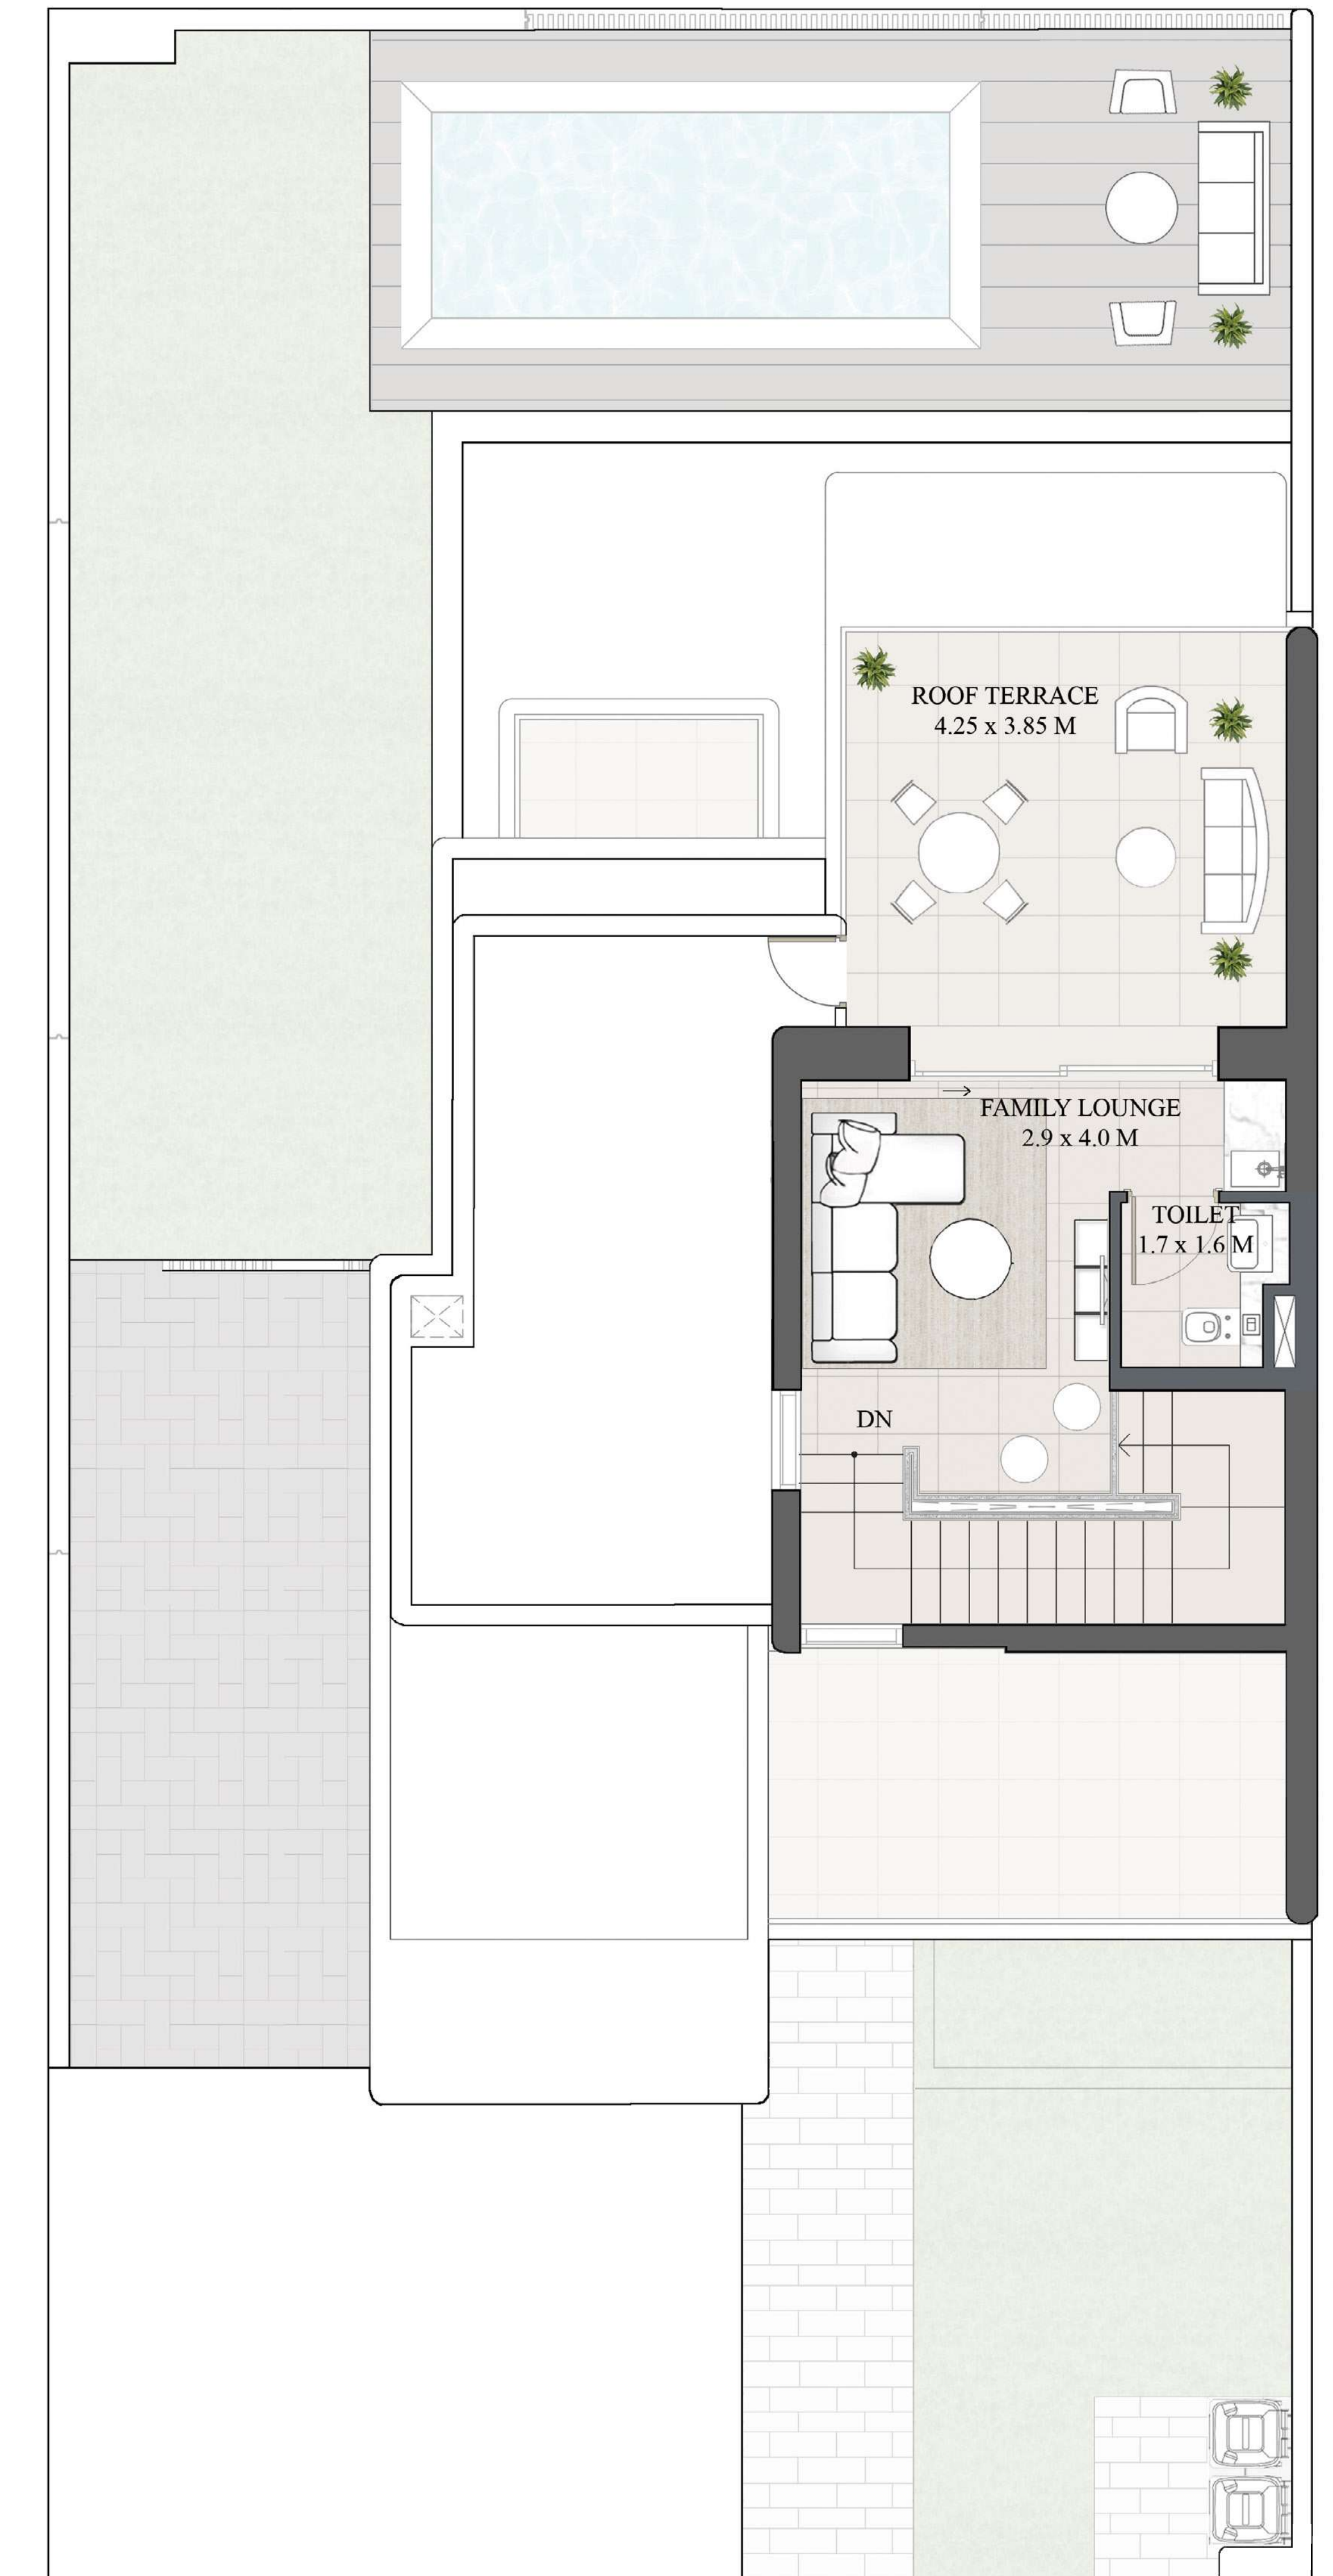 ROOF TERRACE
4.25 x 3.85 M
FAMILY LOUNGE
2.9 x 4.0 M
TOILET
1.7 x 1.6 M
DN